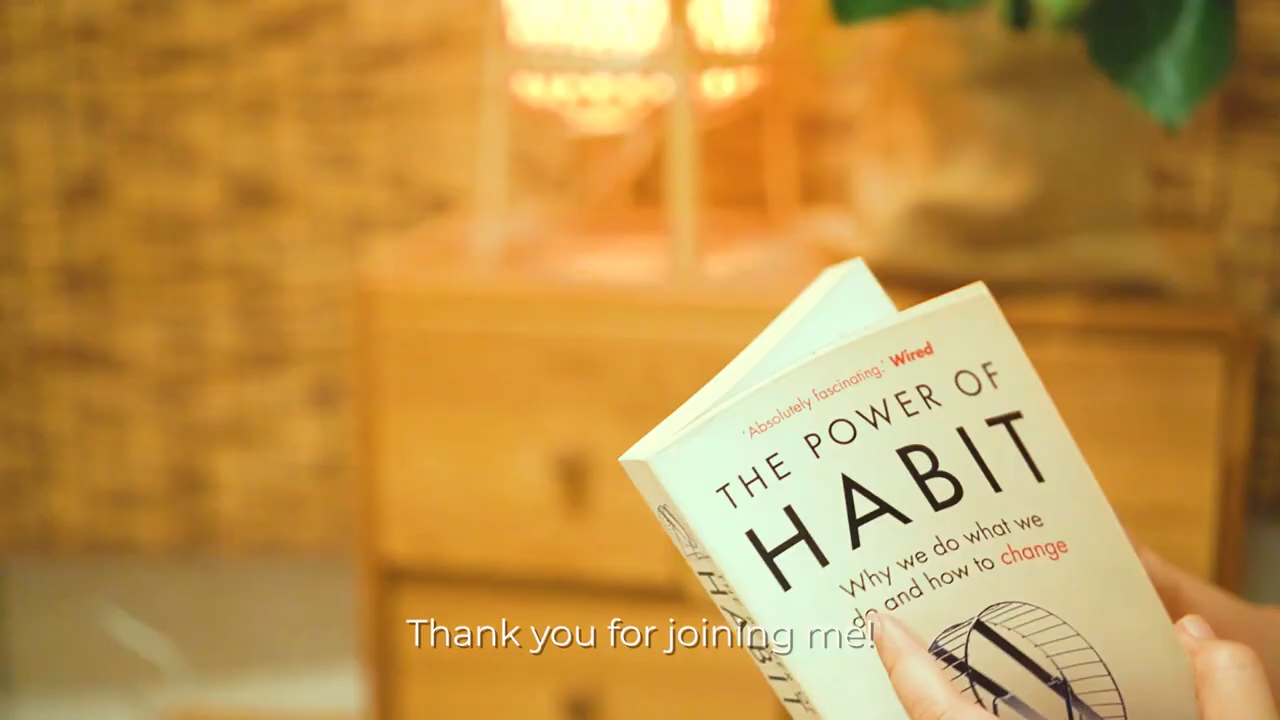 'Absolutely fascinating.' Wired
THE POWER OF
HABIT
Why we do what we
do and how to change
HABIT
Thank you for joining me!